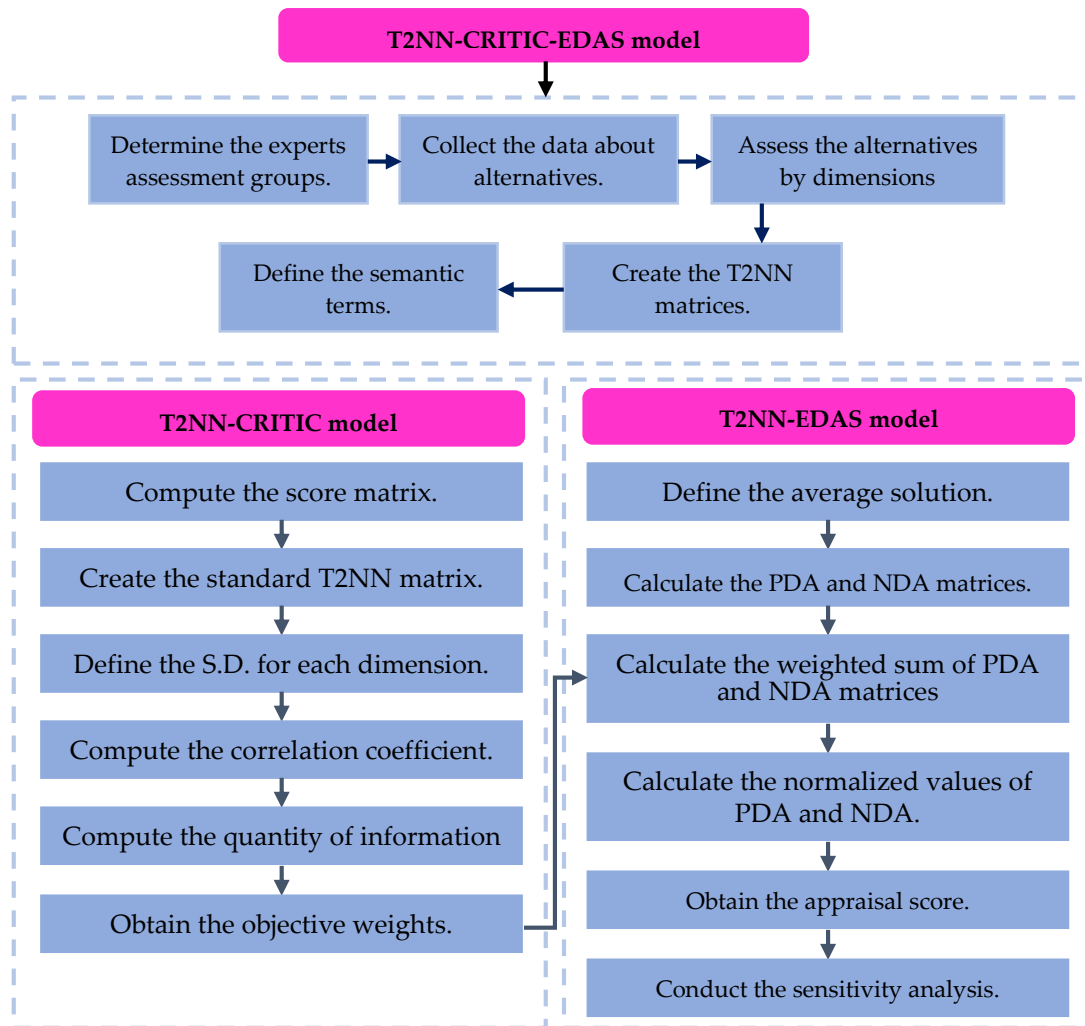 T2NN-CRITIC-EDAS model
Determine the experts
assessment groups.
Collect the data about
alternatives.
Assess the alternatives
by dimensions
Define the semantic
terms.
Create the T2NN
matrices.
T2NN-CRITIC model
Compute the score matrix.
Create the standard T2NN matrix.
Define the S.D. for each dimension.
Compute the correlation coefficient.
Compute the quantity of information
Obtain the objective weights.
T2NN-EDAS model
Define the average solution.
Calculate the PDA and NDA matrices.
Calculate the weighted sum of PDA
and NDA matrices
Calculate the normalized values of
PDA and NDA.
Obtain the appraisal score.
Conduct the sensitivity analysis.